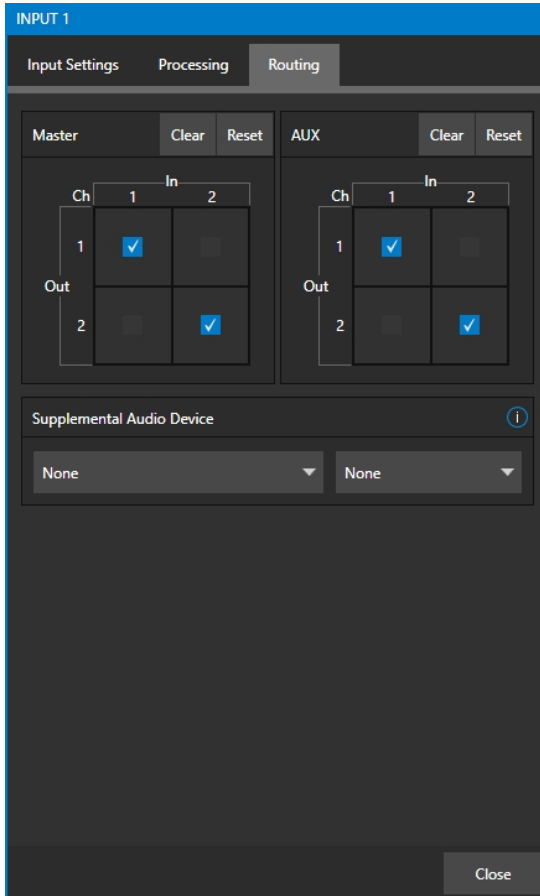 INPUT 1
Input Settings Processing Routing
Master Clear Reset AUX Clear Reset
In In
Ch 1 2 Ch 1 2
1 1
Out Out
2 2
Supplemental Audio Device i
None None
Close